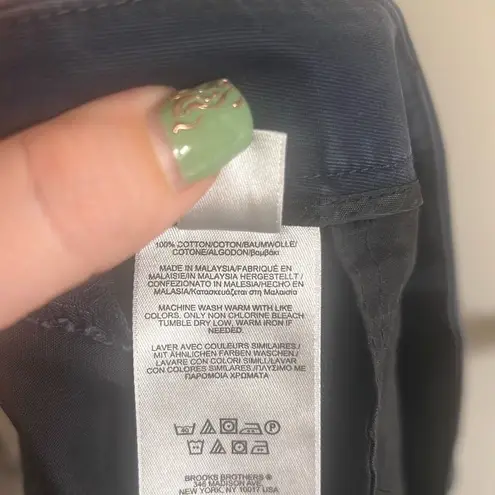 100% COTTON/COTON/BAUMWOLLE/
COTONE/ALGODON/βαμβάκι
MADE IN MALAYSIA/FABRIQUÉ EN
MALAISIE/IN MALAYSIA HERGESTELLT/
CONFEZIONATO IN MALESIA/HECHO EN
MALASIA/Κατασκευάζεται στη Μαλαισία
MACHINE WASH WARM WITH LIKE
COLORS, ONLY NON CHLORINE BLEACH
TUMBLE DRY LOW, WARM IRON IF
NEEDED.
LAVER AVEC COULEURS SIMILAIRES/
MIT ÄHNLICHEN FARBEN WASCHEN/
LAVARE CON COLORI SIMILI/LAVAR
CON COLORES SIMILARES/ΠΛΥΣΙΜΟ ΜΕ
ΠΑΡΟΜΟΙΑ ΧΡΩΜΑΤΑ
BROOKS BROTHERS ®
346 MADISON AVE.
NEW YORK, NY 10017 USA